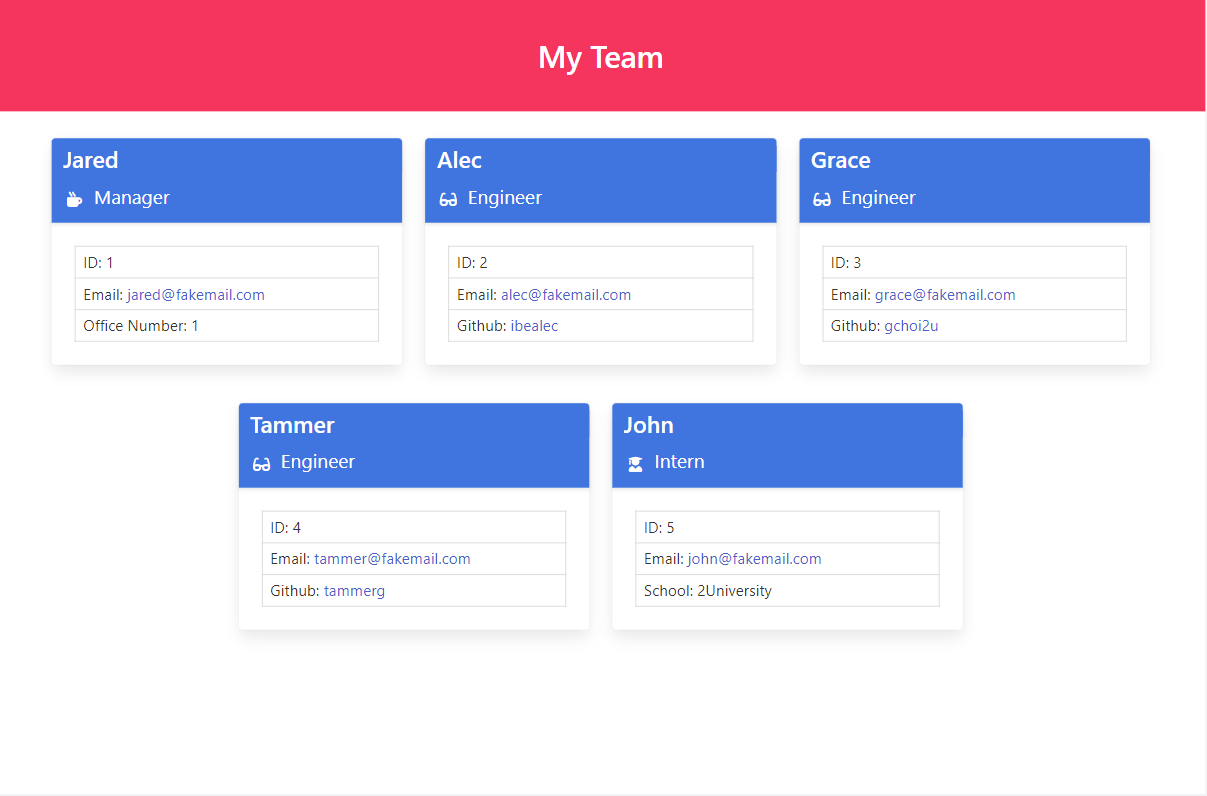 My Team
Jared
Manager
ID: 1
Email: jared@fakemail.com
Office Number: 1
Alec
Engineer
ID: 2
Email: alec@fakemail.com
Github: ibealec
Grace
Engineer
ID: 3
Email: grace@fakemail.com
Github: gchoi2u
Tammer
Engineer
ID: 4
Email: tammer@fakemail.com
Github: tammerg
John
Intern
ID: 5
Email: john@fakemail.com
School: 2University